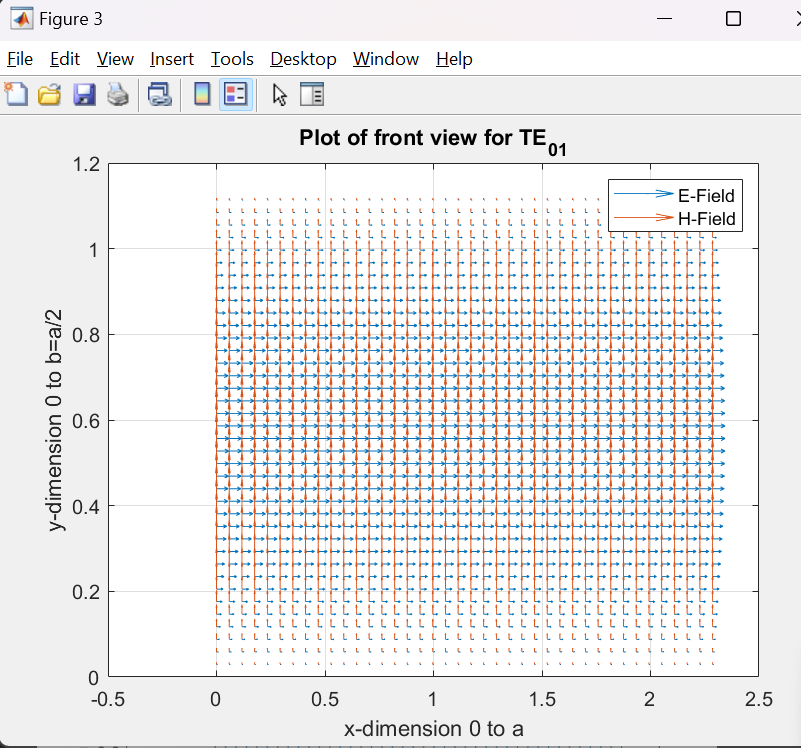 Figure 3
File Edit View Insert Tools Desktop Window Help
Plot of front view for TE01
E-Field
H-Field
1.2
1
0.8
0.6
0.4
0.2
0
y-dimension 0 to b=a/2
-0.5 0 0.5 1 1.5 2 2.5
x-dimension 0 to a